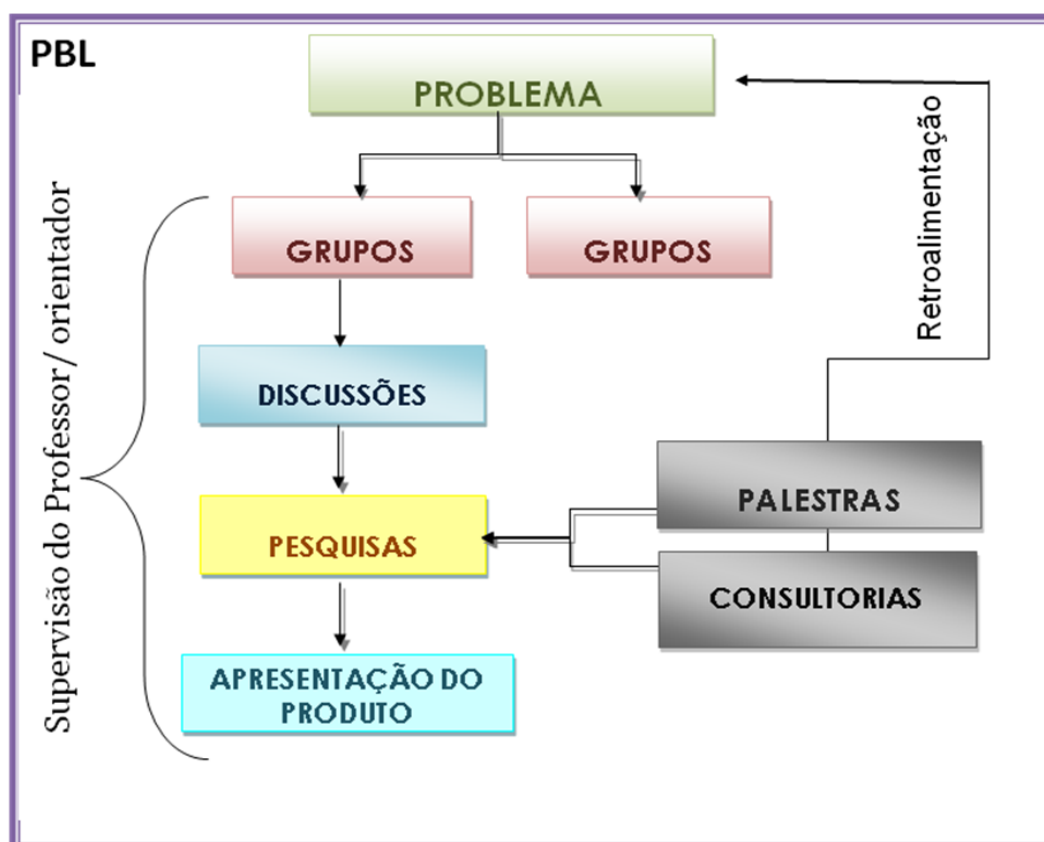 PBL
PROBLEMA
Retroalimentação
Supervisão do Professor/ orientador
GRUPOS
GRUPOS
DISCUSSÕES
PALESTRAS
PESQUISAS
CONSULTORIAS
APRESENTAÇÃO DO
PRODUTO